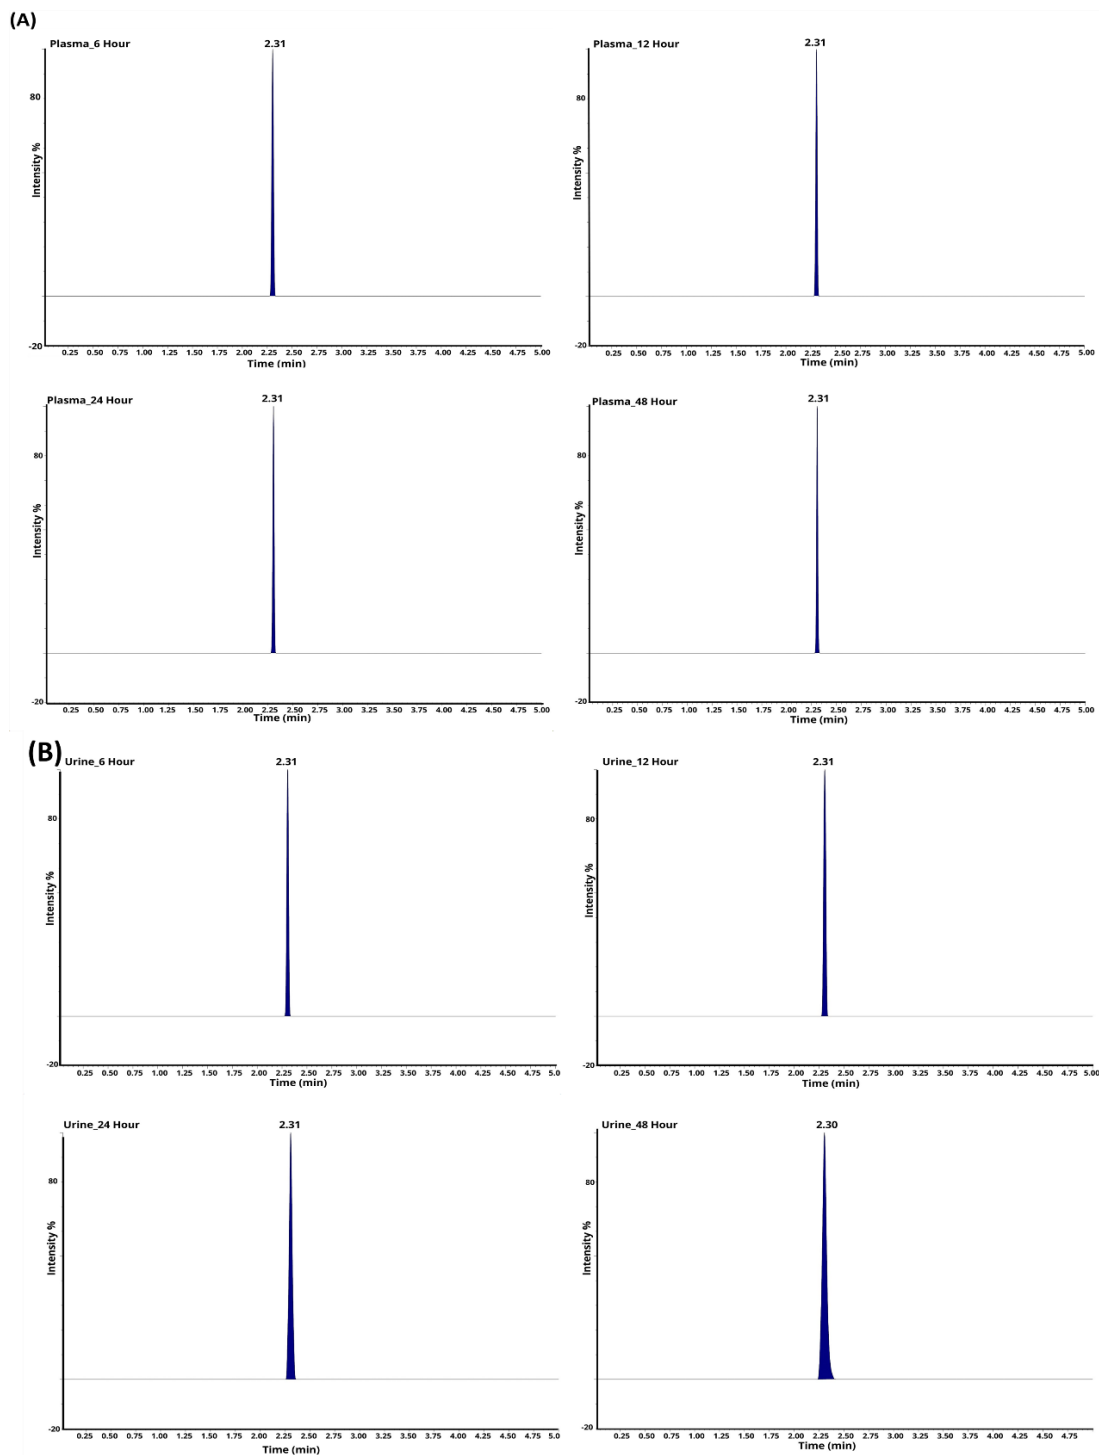 (A)
Plasma_6 Hour
2.31
80
Intensity %
-20
0.25 0.50 0.75 1.00 1.25 1.50 1.75 2.00 2.25 2.50 2.75 3.00 3.25 3.50 3.75 4.00 4.25 4.50 4.75 5.00
Time (min)
Plasma_12 Hour
2.31
80
Intensity %
-20
0.25 0.50 0.75 1.00 1.25 1.50 1.75 2.00 2.25 2.50 2.75 3.00 3.25 3.50 3.75 4.00 4.25 4.50 4.75 5.00
Time (min)
Plasma_24 Hour
2.31
80
Intensity %
-20
0.25 0.50 0.75 1.00 1.25 1.50 1.75 2.00 2.25 2.50 2.75 3.00 3.25 3.50 3.75 4.00 4.25 4.50 4.75 5.00
Time (min)
Plasma_48 Hour
2.31
80
Intensity %
-20
0.25 0.50 0.75 1.00 1.25 1.50 1.75 2.00 2.25 2.50 2.75 3.00 3.25 3.50 3.75 4.00 4.25 4.50 4.75 5.00
Time (min)
(B)
Urine_6 Hour
2.31
80
Intensity %
-20
0.25 0.50 0.75 1.00 1.25 1.50 1.75 2.00 2.25 2.50 2.75 3.00 3.25 3.50 3.75 4.00 4.25 4.50 4.75 5.0
Time (min)
Urine_12 Hour
2.31
80
Intensity %
-20
0.25 0.50 0.75 1.00 1.25 1.50 1.75 2.00 2.25 2.50 2.75 3.00 3.25 3.50 3.75 4.00 4.25 4.50 4.75 5.00
Time (min)
Urine_24 Hour
2.31
80
Intensity %
-20
0.25 0.50 0.75 1.00 1.25 1.50 1.75 2.00 2.25 2.50 2.75 3.00 3.25 3.50 3.75 4.00 4.25 4.50 4.75 5.00
Time (min)
Urine_48 Hour
2.30
80
Intensity %
-20
0.25 0.50 0.75 1.00 1.25 1.50 1.75 2.00 2.25 2.50 2.75 3.00 3.25 3.50 3.75 4.00 4.25 4.50 4.75
Time (min)